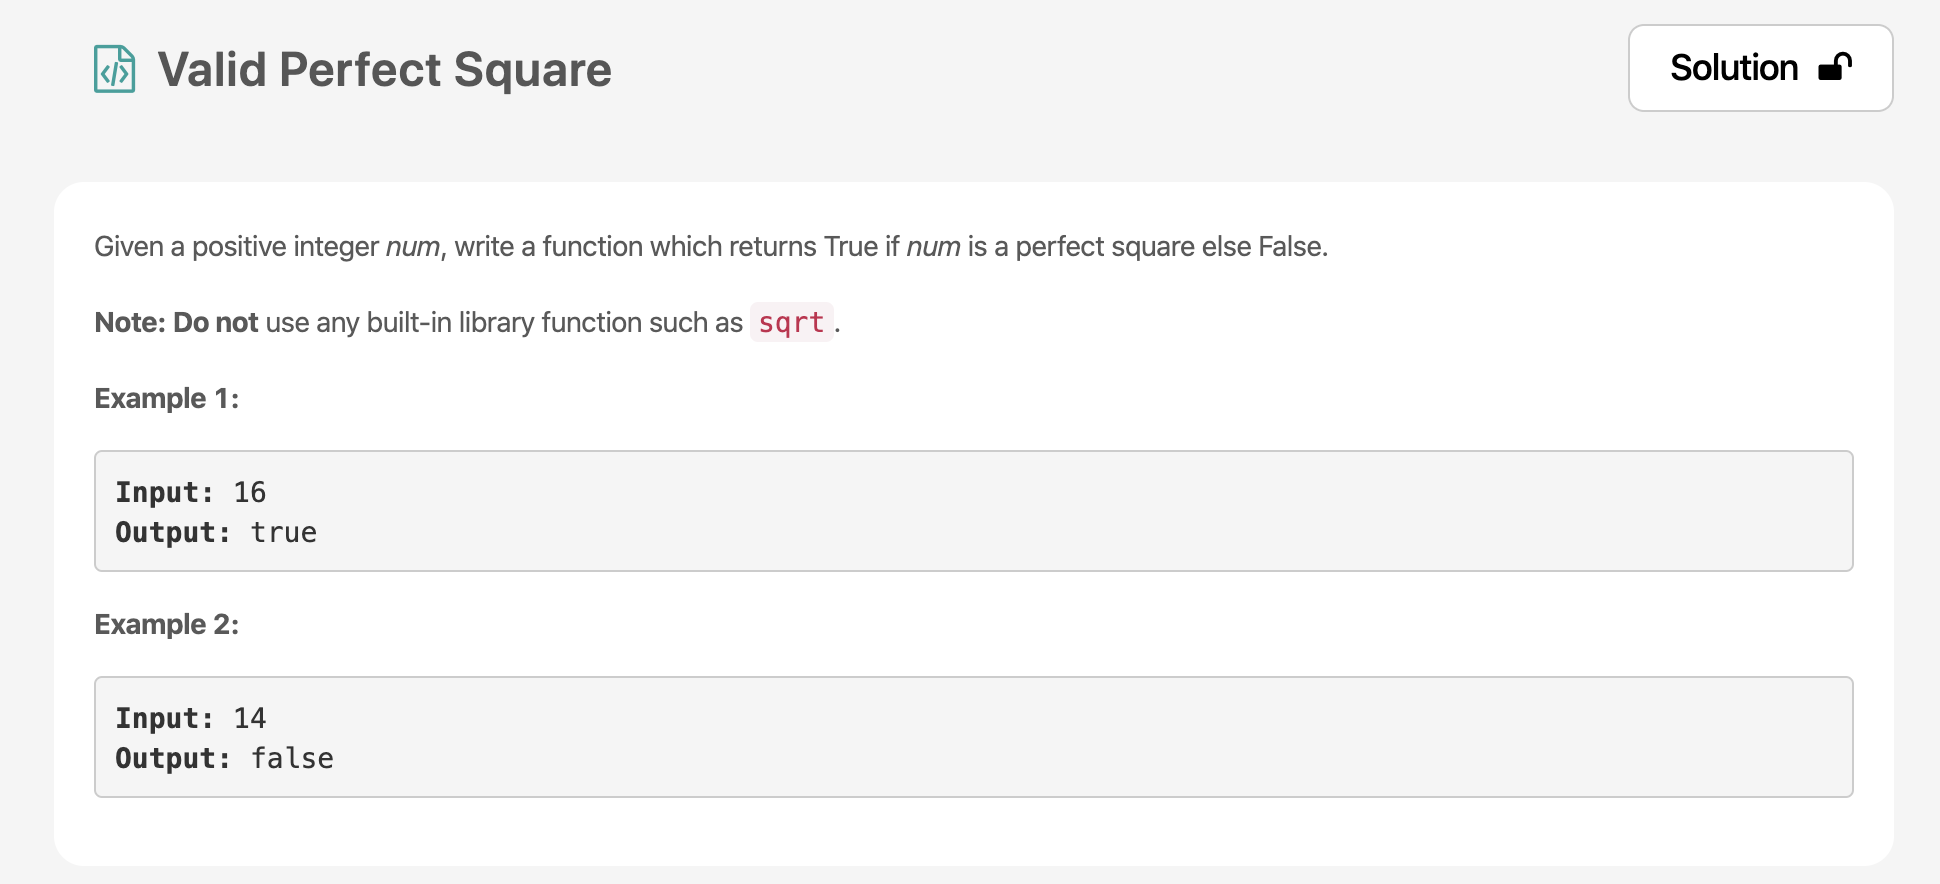 Valid Perfect Square
Solution
Given a positive integer num, write a function which returns True if num is a perfect square else False.
Note: Do not use any built-in library function such as sqrt.
Example 1:
Input: 16
Output: true
Example 2:
Input: 14
Output: false